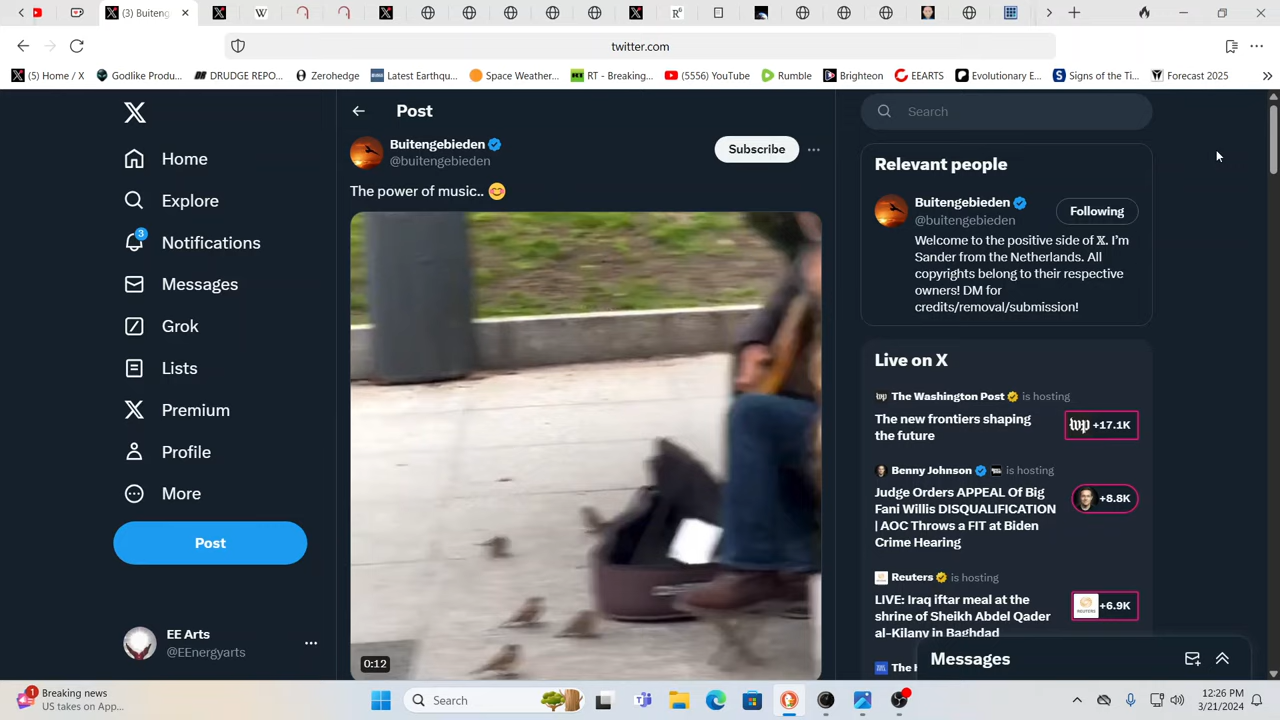 (3) Buiteng
twitter.com
(5) Home / X
Godlike Produ...
DRUDGE REPO...
Zerohedge
Latest Earthqu...
Space Weather...
RT - Breaking...
(5556) YouTube
Rumble
Brighteon
EEARTS
Evolutionary E...
Signs of the Ti...
Forecast 2025
Post
Buitengebieden
@buitengebieden
Subscribe
The power of music.. 😊
0:12
Home
Explore
3
Notifications
Messages
Grok
Lists
Premium
Profile
More
Post
EE Arts
@EEnergyarts
Search
Relevant people
Buitengebieden
@buitengebieden
Following
Welcome to the positive side of 𝕏. I'm
Sander from the Netherlands. All
copyrights belong to their respective
owners! DM for
credits/removal/submission!
Live on X
The Washington Post is hosting
The new frontiers shaping
the future
+17.1K
Benny Johnson is hosting
Judge Orders APPEAL Of Big
Fani Willis DISQUALIFICATION
| AOC Throws a FIT at Biden
Crime Hearing
+8.8K
Reuters is hosting
LIVE: Iraq iftar meal at the
shrine of Sheikh Abdel Qader
al-Kilany in Baghdad
+6.9K
Messages
1
Breaking news
US takes on App...
Search
12:26 PM
3/21/2024